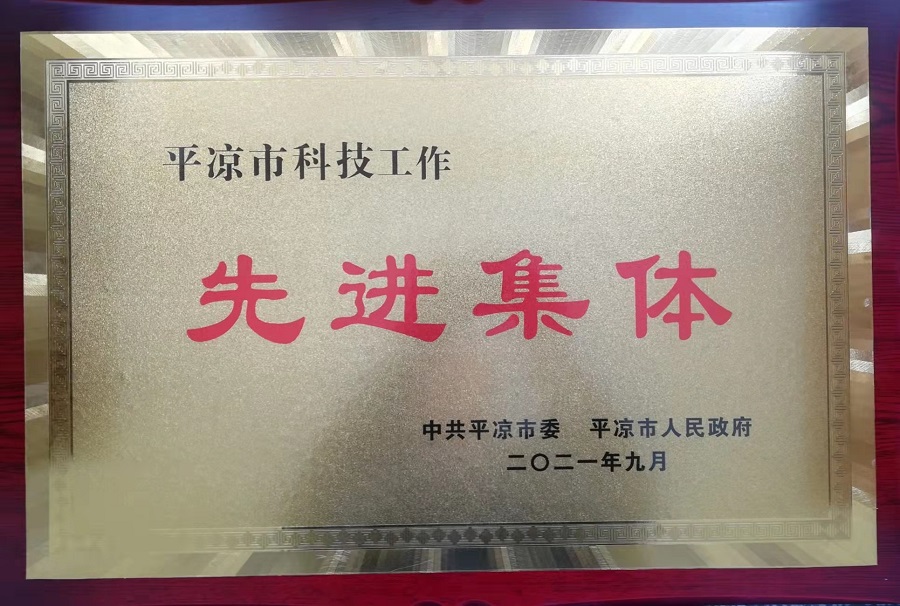 平凉市科技工作
先进集体
中共平凉市委 平凉市人民政府
二〇二一年九月